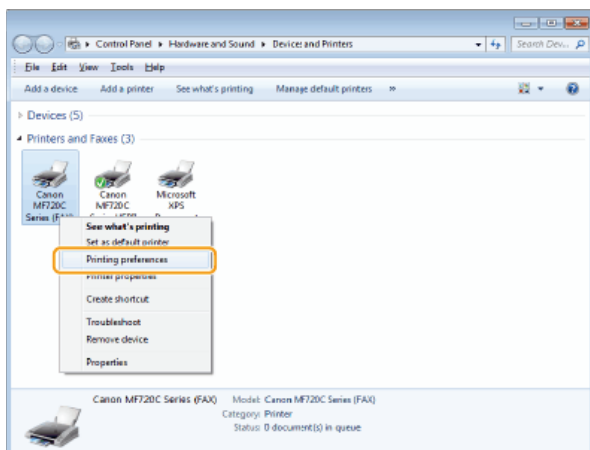 Control Panel ▸ Hardware and Sound ▸ Devices and Printers
Search Dev...
File Edit View Tools Help
Add a device Add a printer See what's printing Manage default printers »
Devices (5)
Printers and Faxes (3)
Canon MF720C Series (F
Canon MF720C
Microsoft XPS
See what's printing
Set as default printer
Printing preferences
Printer properties
Create shortcut
Troubleshoot
Remove device
Properties
Canon MF720C Series (FAX) Model: Canon MF720C Series (FAX)
Category: Printer
Status: 0 document(s) in queue